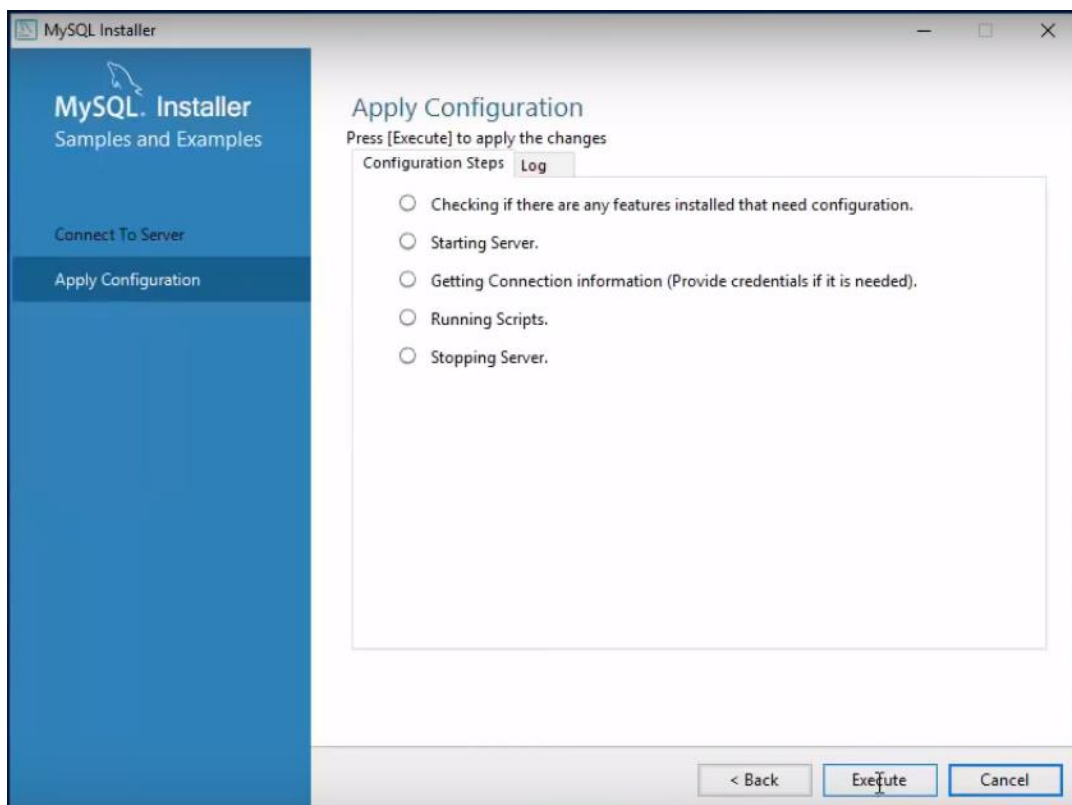 MySQL Installer
MySQL. Installer
Samples and Examples
Connect To Server
Apply Configuration
Apply Configuration
Press [Execute] to apply the changes
Configuration Steps Log
Checking if there are any features installed that need configuration.
Starting Server.
Getting Connection information (Provide credentials if it is needed).
Running Scripts.
Stopping Server.
< Back Execute Cancel